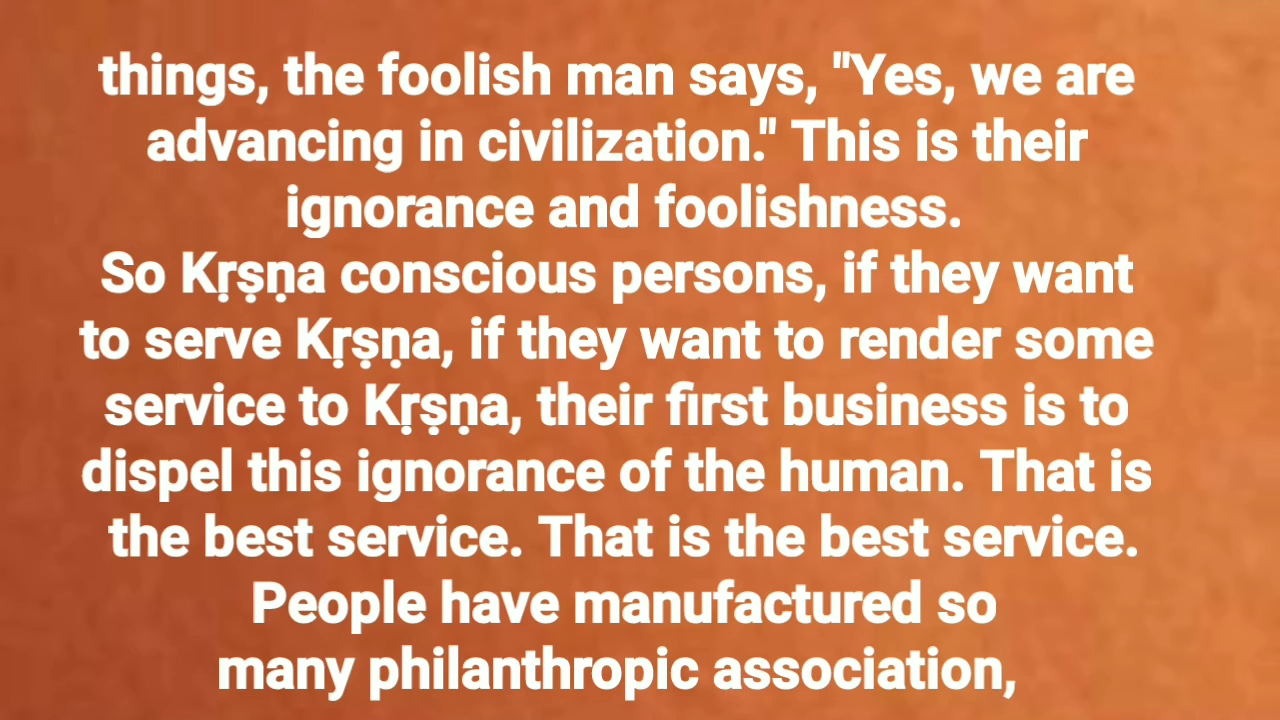 things, the foolish man says, "Yes, we are
advancing in civilization." This is their
ignorance and foolishness.
So Kṛṣṇa conscious persons, if they want
to serve Kṛṣṇa, if they want to render some
service to Kṛṣṇa, their first business is to
dispel this ignorance of the human. That is
the best service. That is the best service.
People have manufactured so
many philanthropic association,